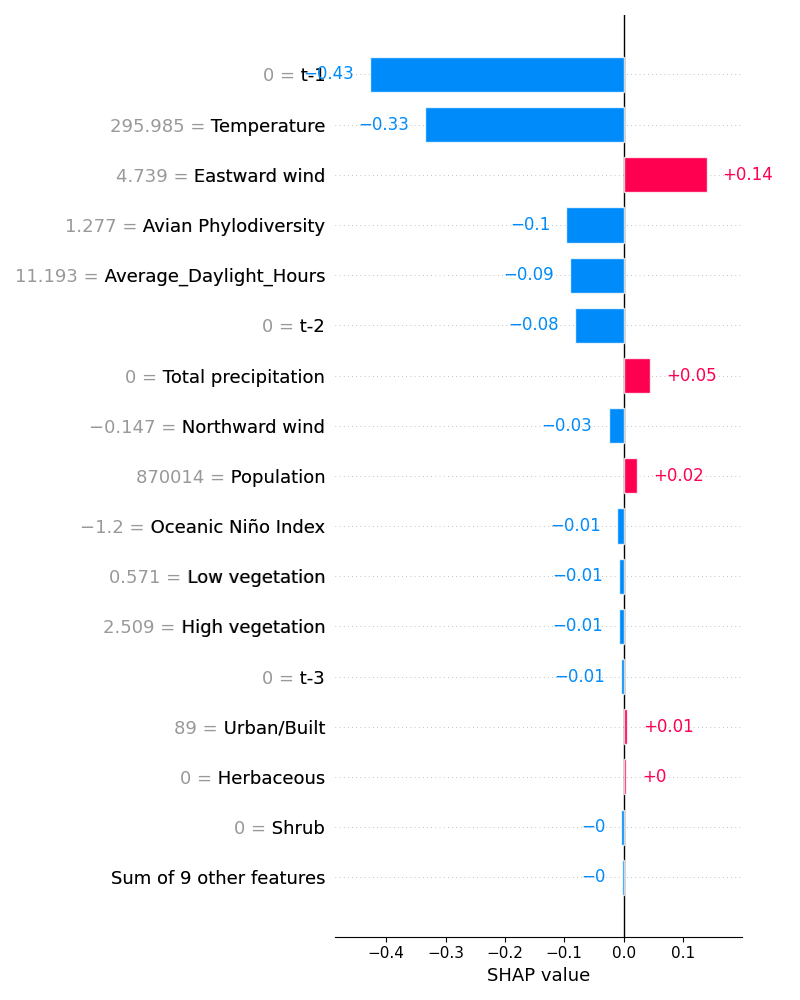 0 = t-1 −0.43
295.985 = Temperature −0.33
4.739 = Eastward wind +0.14
1.277 = Avian Phylodiversity −0.1
11.193 = Average_Daylight_Hours −0.09
0 = t-2 −0.08
0 = Total precipitation +0.05
−0.147 = Northward wind −0.03
870014 = Population +0.02
−1.2 = Oceanic Niño Index −0.01
0.571 = Low vegetation −0.01
2.509 = High vegetation −0.01
0 = t-3 −0.01
89 = Urban/Built +0.01
0 = Herbaceous +0
0 = Shrub −0
Sum of 9 other features −0
−0.4 −0.3 −0.2 −0.1 0.0 0.1
SHAP value